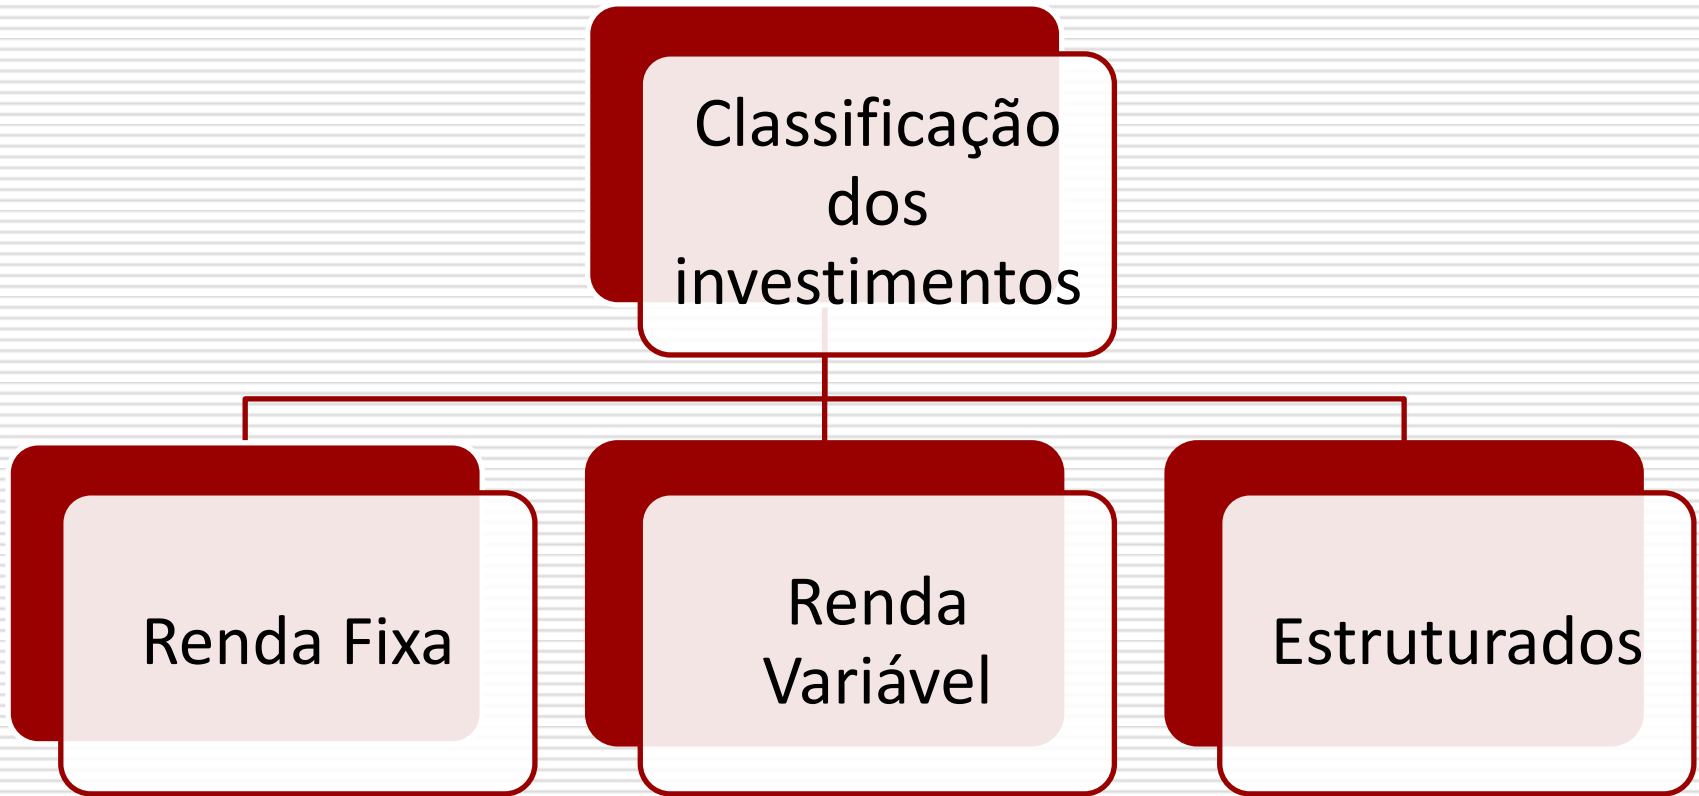 Classificação
dos
investimentos
Renda Fixa
Renda
Variável
Estruturados